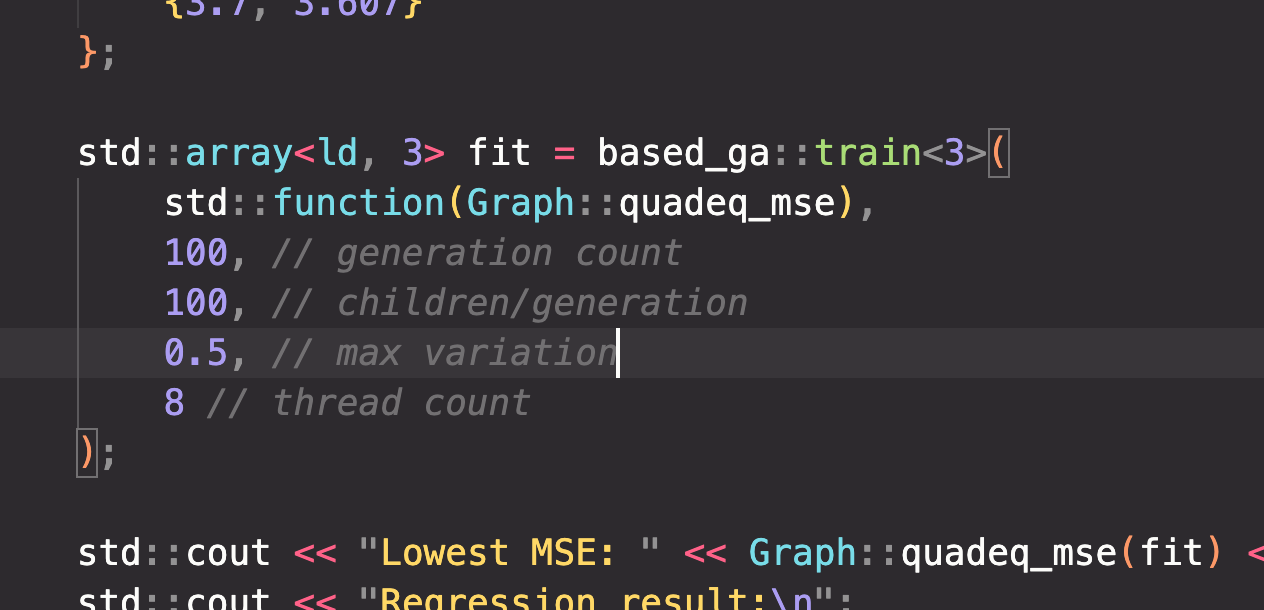 {3.7, 3.607}
};
std::array<ld, 3> fit = based_ga::train<3>(
std::function(Graph::quadeq_mse),
100, // generation count
100, // children/generation
0.5, // max variation
8 // thread count
);
std::cout << "Lowest MSE: " << Graph::quadeq_mse(fit) <
std::cout << "Regression result:\n";